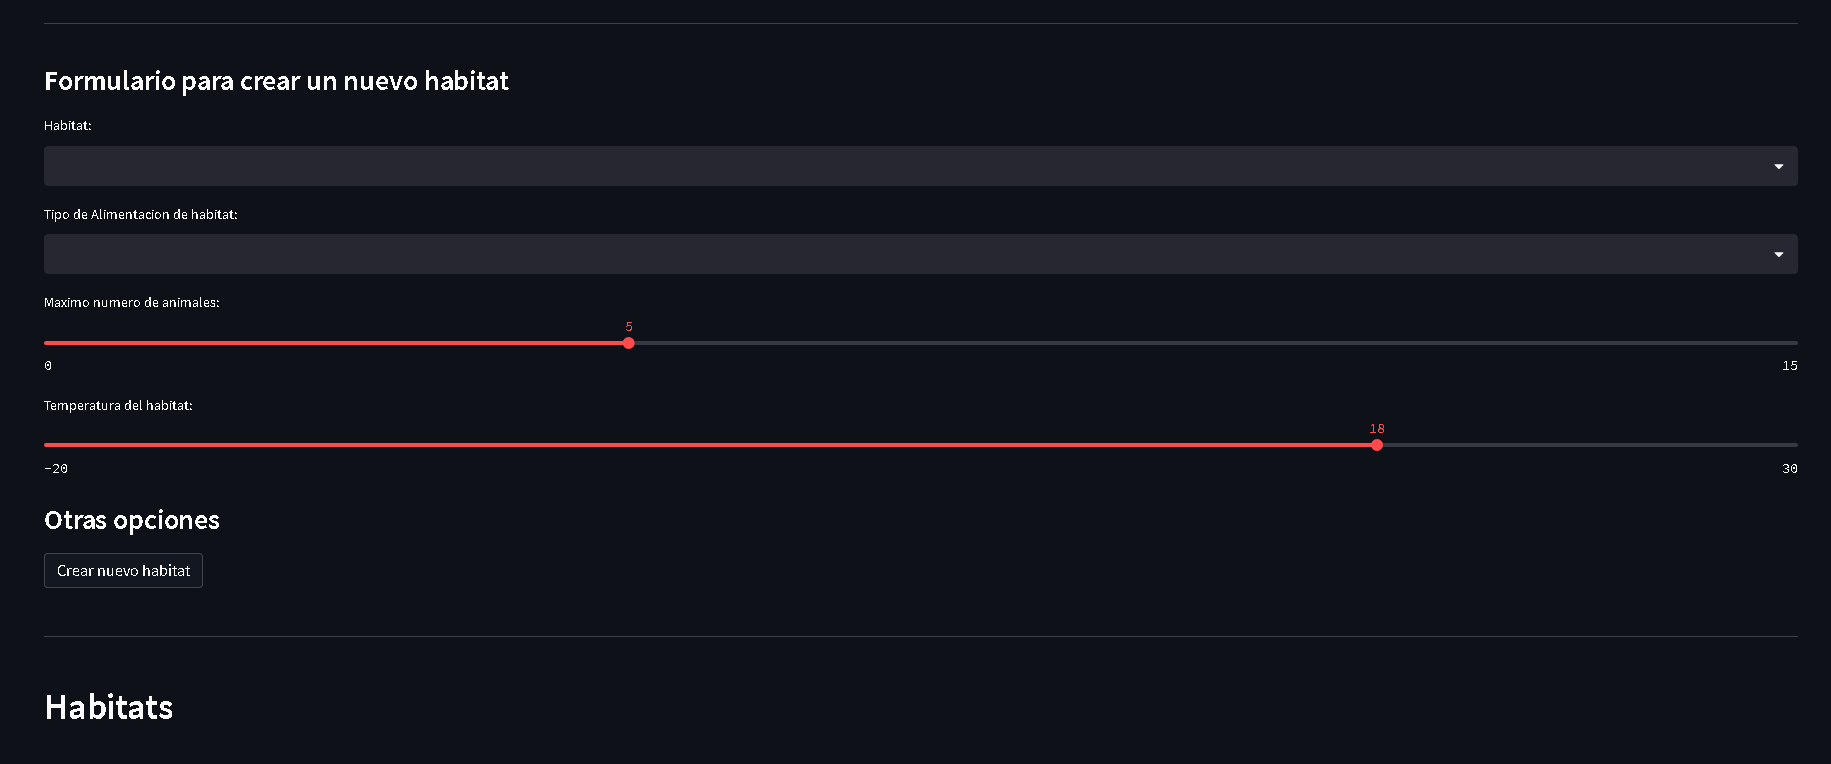 Formulario para crear un nuevo habitat
Habitat:
Tipo de Alimentacion de habitat:
Maximo numero de animales:
5
0 15
Temperatura del habitat:
18
-20 30
Otras opciones
Crear nuevo habitat
Habitats